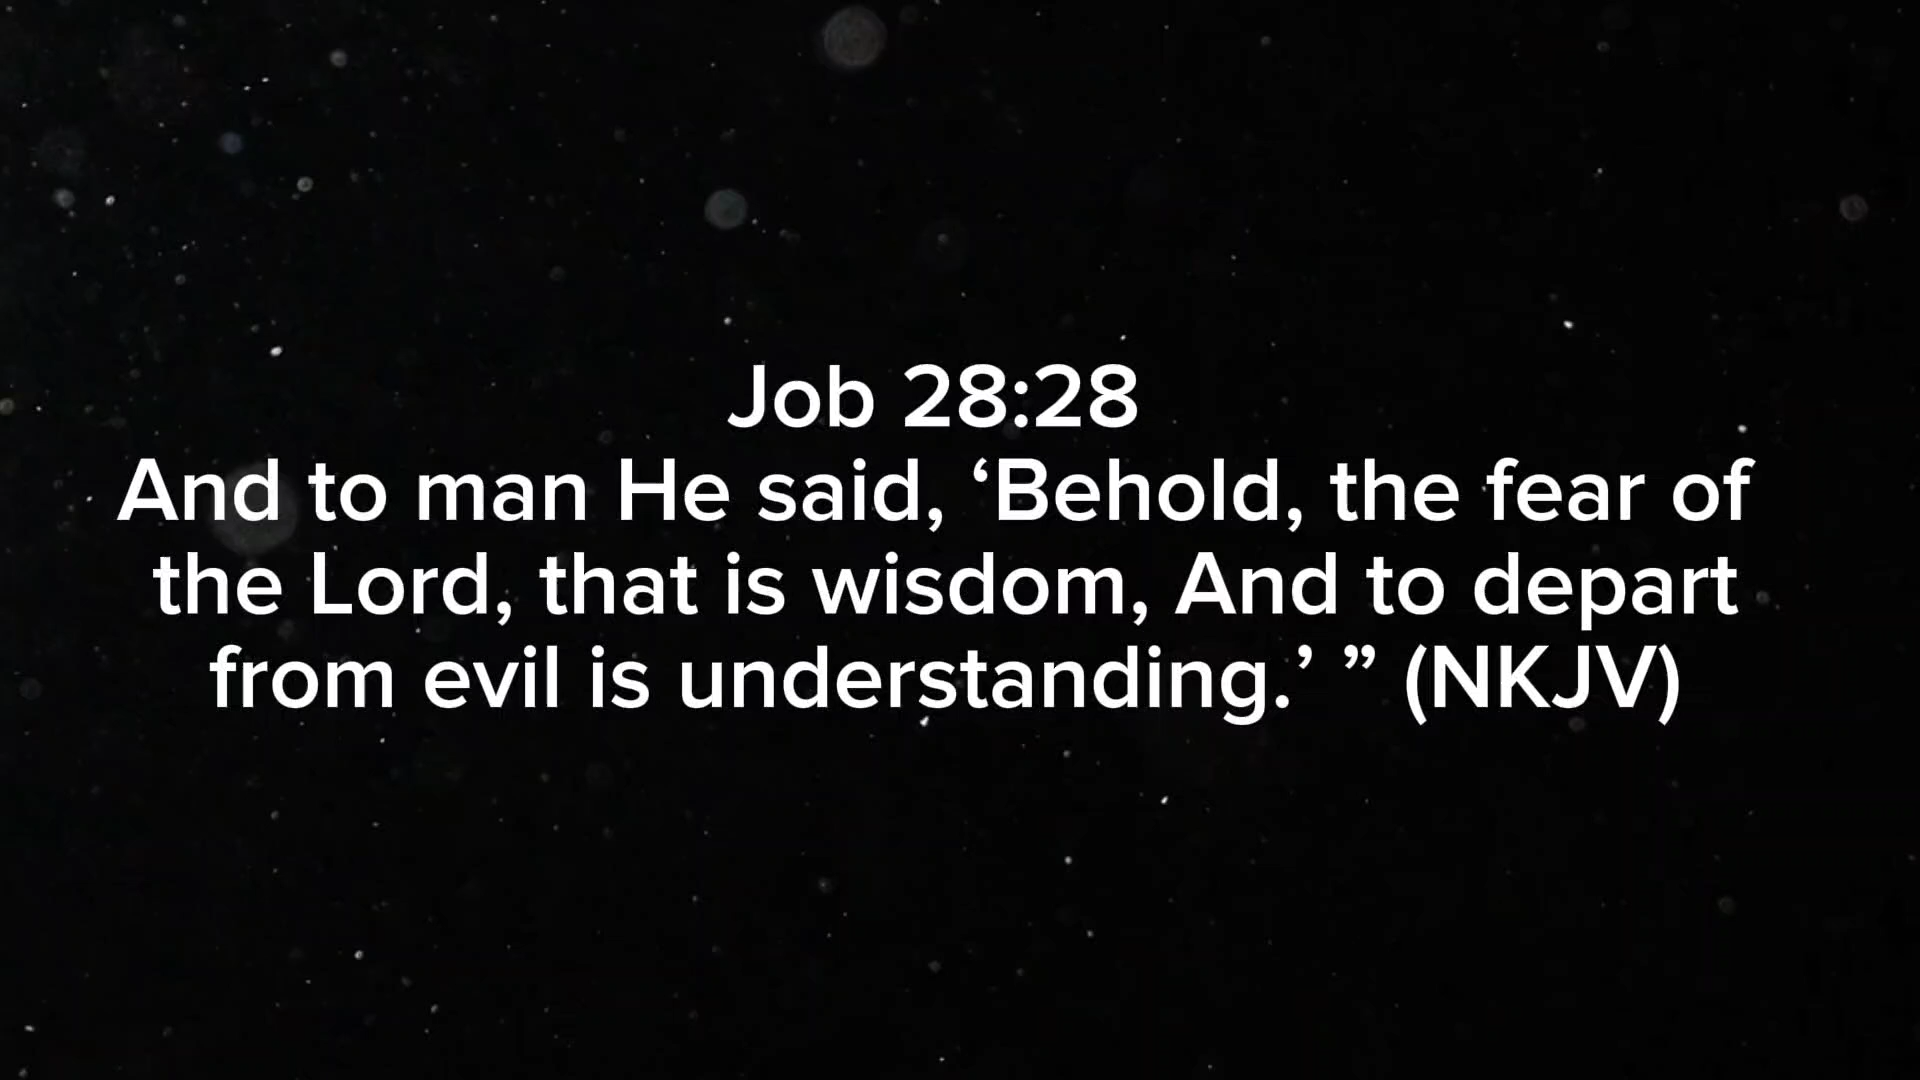 Job 28:28
And to man He said, ‘Behold, the fear of
the Lord, that is wisdom, And to depart
from evil is understanding.’ ” (NKJV)